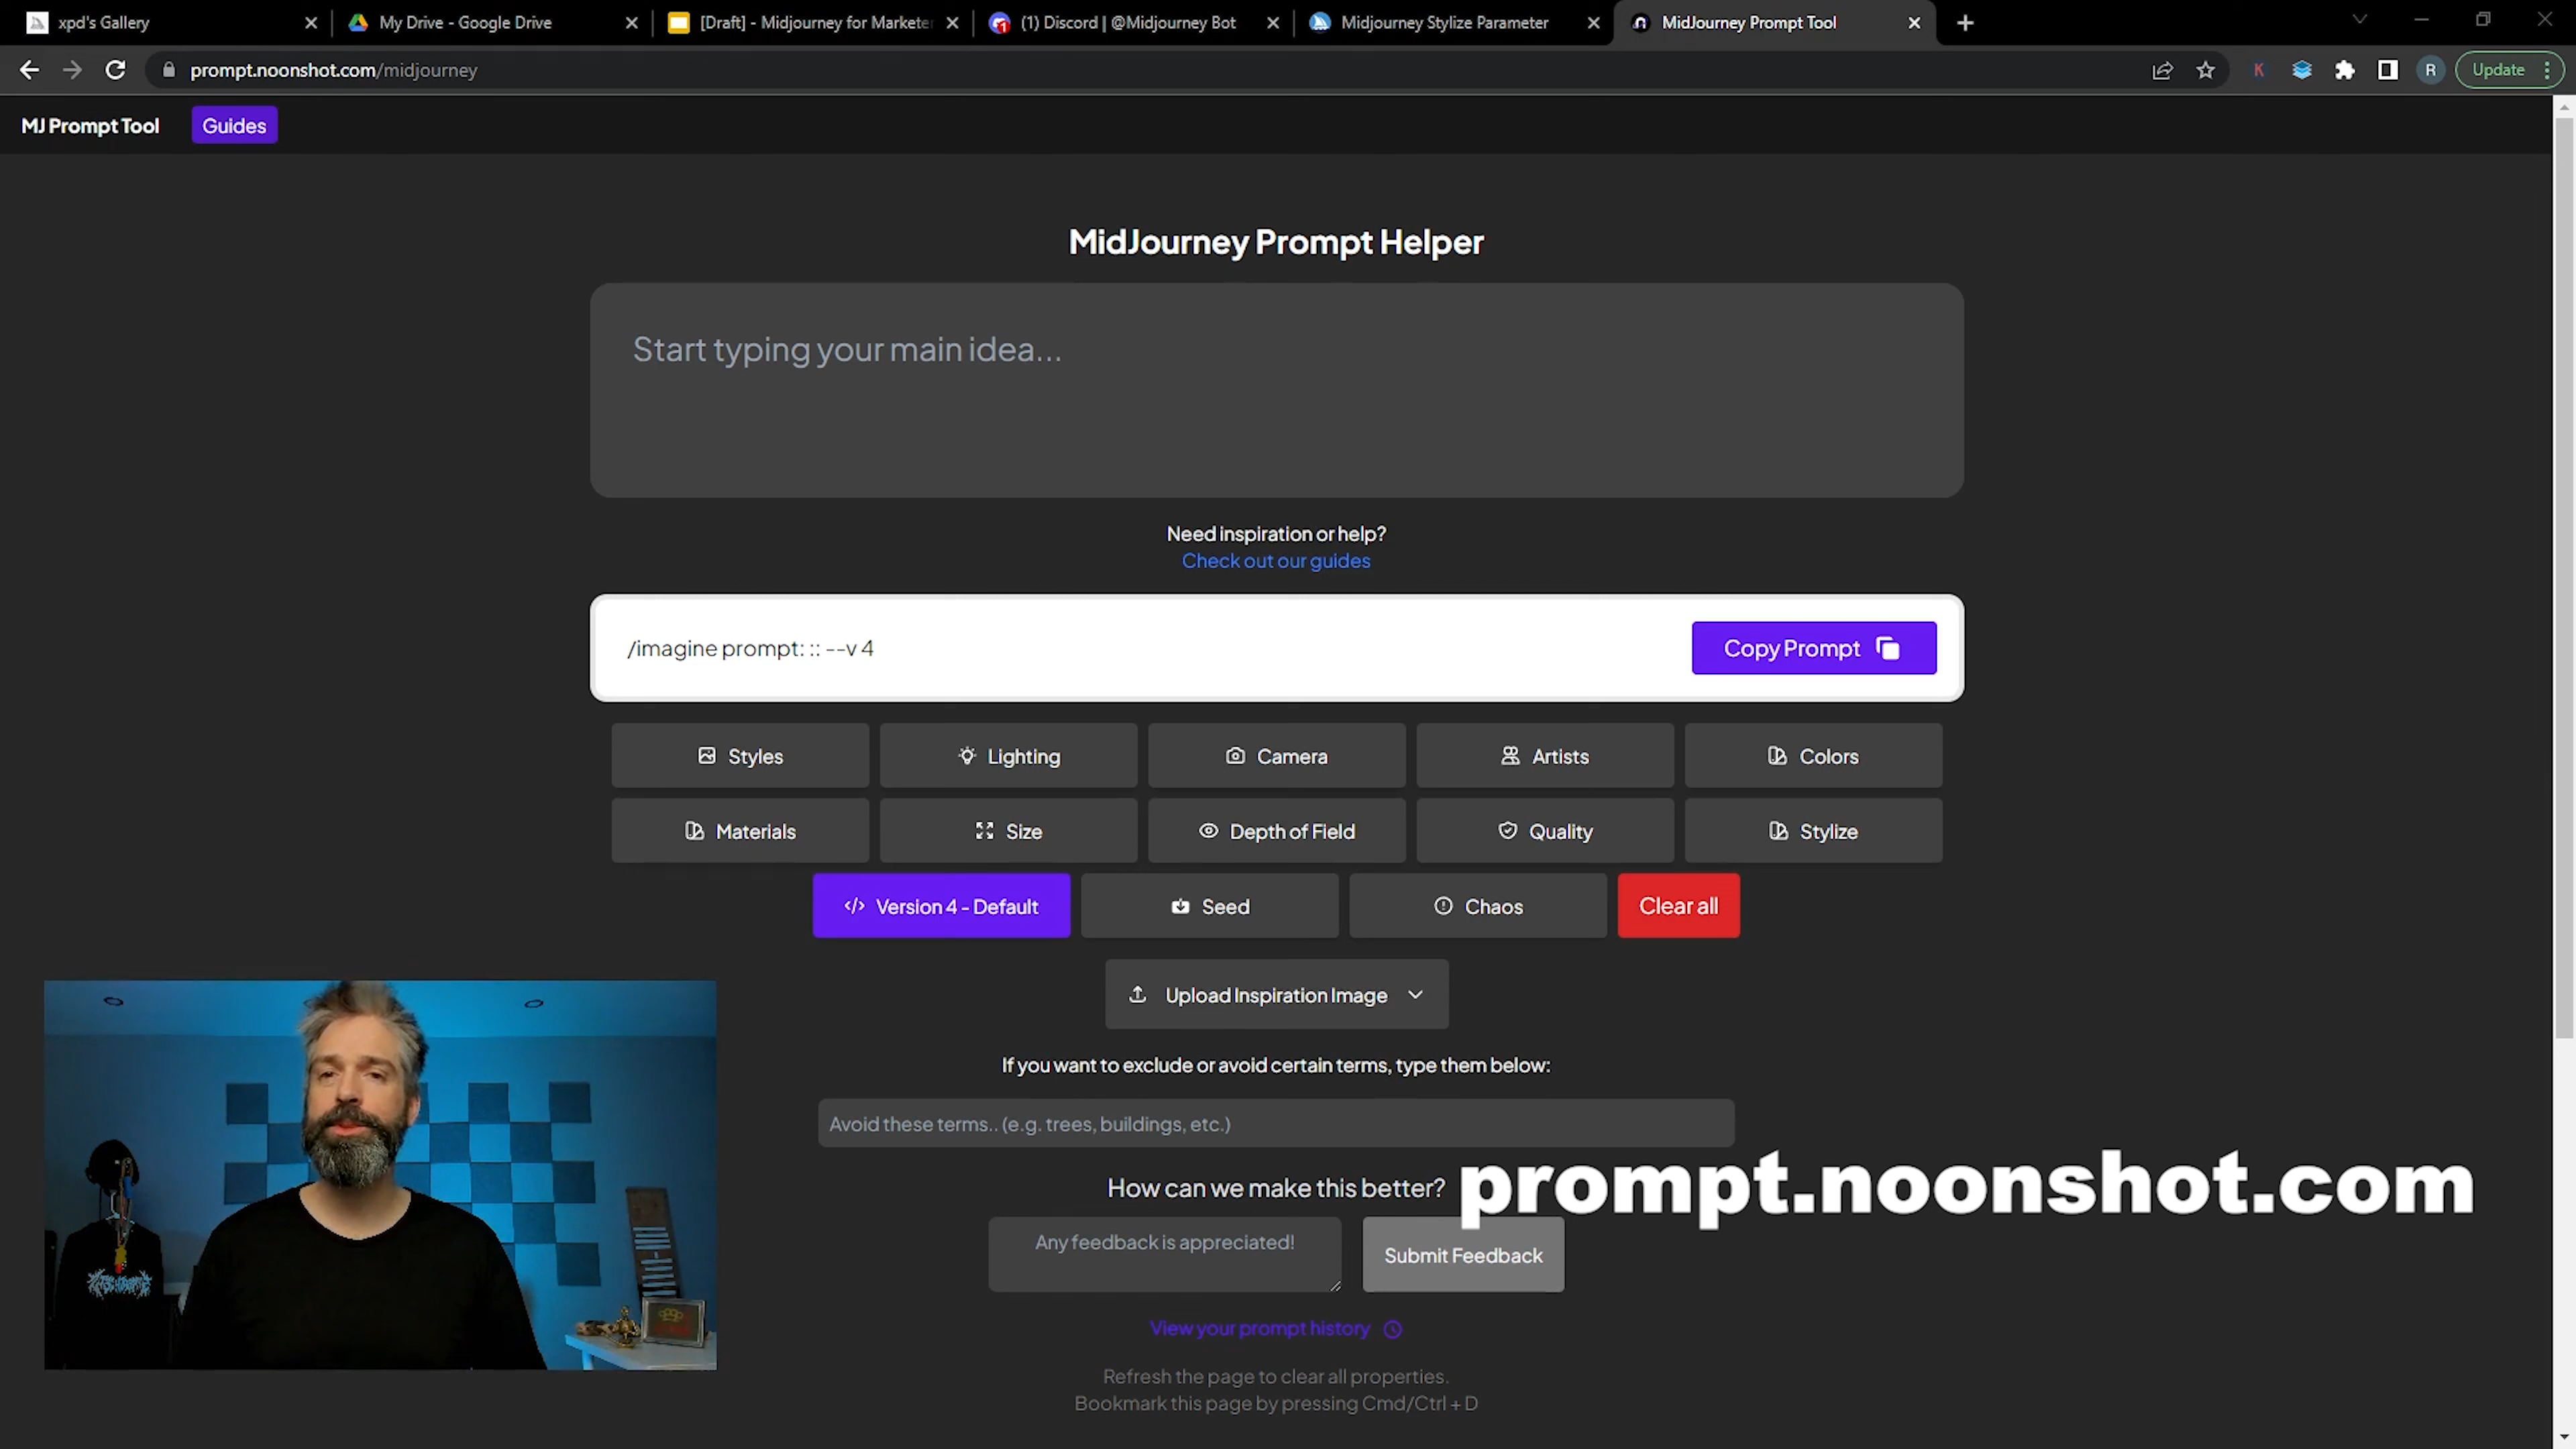 xpd's Gallery
My Drive - Google Drive
[Draft] - Midjourney for Marketer
(1) Discord | @Midjourney Bot
Midjourney Stylize Parameter
MidJourney Prompt Tool
prompt.noonshot.com/midjourney
K
R
Update
MJ Prompt Tool
Guides
MidJourney Prompt Helper
Start typing your main idea...
Need inspiration or help?
Check out our guides
/imagine prompt: :: --v 4
Copy Prompt
Styles
Lighting
Camera
Artists
Colors
Materials
Size
Depth of Field
Quality
Stylize
</> Version 4 - Default
Seed
Chaos
Clear all
Upload Inspiration Image
If you want to exclude or avoid certain terms, type them below:
Avoid these terms.. (e.g. trees, buildings, etc.)
How can we make this better?
prompt.noonshot.com
Any feedback is appreciated!
Submit Feedback
View your prompt history
Refresh the page to clear all properties.
Bookmark this page by pressing Cmd/Ctrl + D